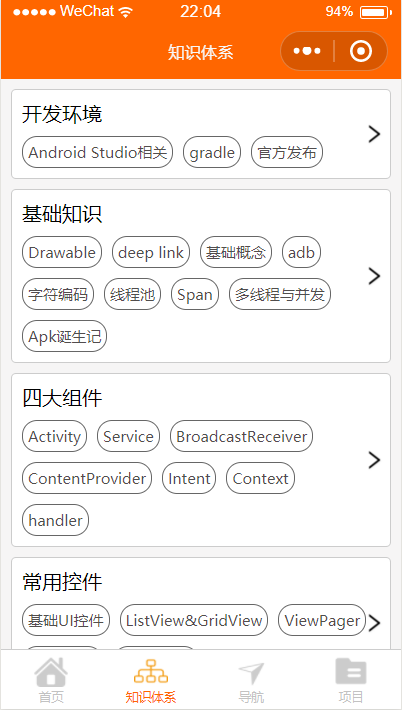 WeChat 22:04 94%
知识体系
开发环境
Android Studio相关 gradle 官方发布
基础知识
Drawable deep link 基础概念 adb
字符编码 线程池 Span 多线程与并发
Apk诞生记
四大组件
Activity Service BroadcastReceiver
ContentProvider Intent Context
handler
常用控件
基础UI控件 ListView&GridView ViewPager
首页 知识体系 导航 项目